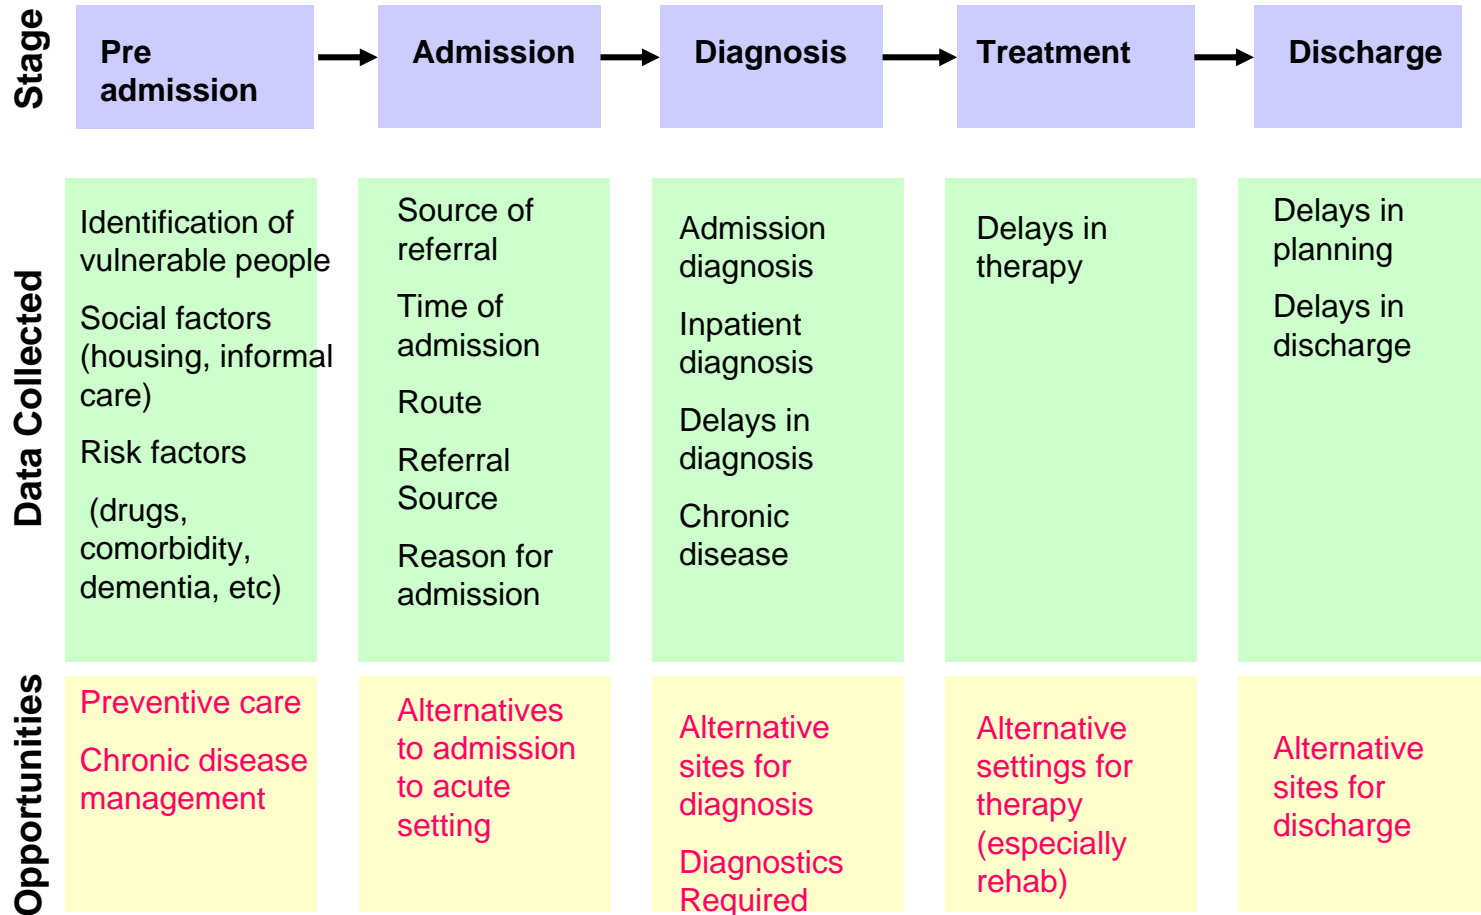 Stage
Pre
admission
Admission
Diagnosis
Treatment
Discharge
Data Collected
Identification of
vulnerable people
Social factors
(housing, informal
care)
Risk factors
(drugs,
comorbidity,
dementia, etc)
Source of
referral
Time of
admission
Route
Referral
Source
Reason for
admission
Admission
diagnosis
Inpatient
diagnosis
Delays in
diagnosis
Chronic
disease
Delays in
therapy
Delays in
planning
Delays in
discharge
Opportunities
Preventive care
Chronic disease
management
Alternatives
to admission
to acute
setting
Alternative
sites for
diagnosis
Diagnostics
Required
Alternative
settings for
therapy
(especially
rehab)
Alternative
sites for
discharge